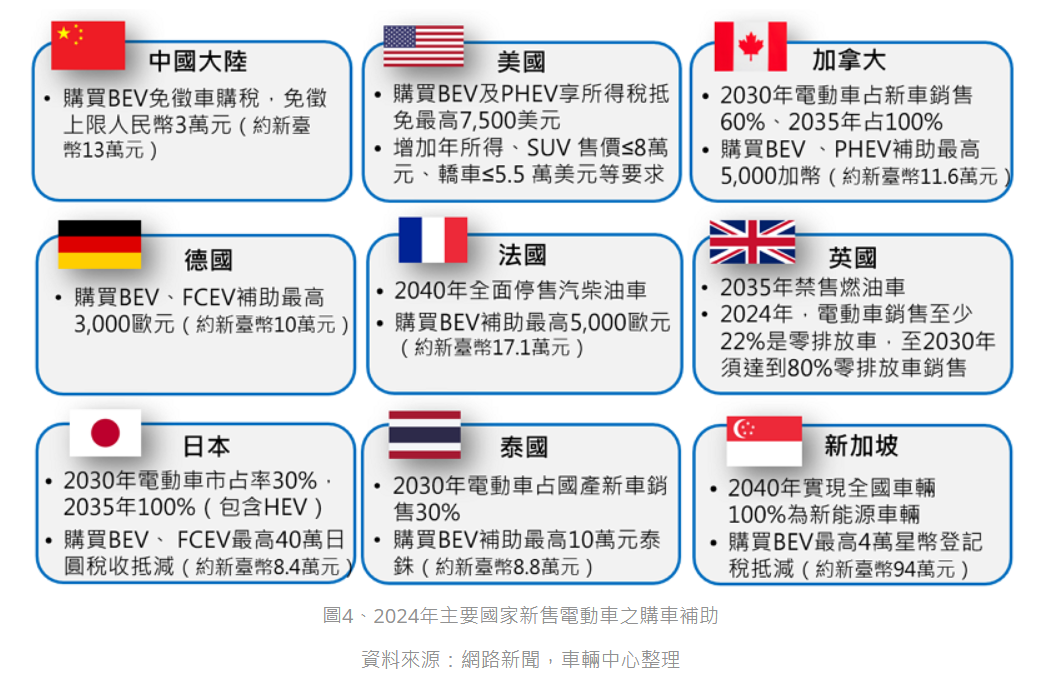 中國大陸
• 購買BEV免徵車購稅，免徵
上限人民幣3萬元（約新臺
幣13萬元）
美國
• 購買BEV及PHEV享所得稅抵
免最高7,500美元
• 增加年所得、SUV 售價≤8萬
元、轎車≤5.5 萬美元等要求
加拿大
• 2030年電動車占新車銷售
60%、2035年占100%
• 購買BEV 、PHEV補助最高
5,000加幣（約新臺幣11.6萬元）
德國
• 購買BEV、FCEV補助最高
3,000歐元（約新臺幣10萬元）
法國
• 2040年全面停售汽柴油車
• 購買BEV補助最高5,000歐元
（約新臺幣17.1萬元）
英國
• 2035年禁售燃油車
• 2024年，電動車銷售至少
22%是零排放車，至2030年
須達到80%零排放車銷售
日本
• 2030年電動車市占率30%，
2035年100%（包含HEV）
• 購買BEV、 FCEV最高40萬日
圓稅收抵減（約新臺幣8.4萬元）
泰國
• 2030年電動車占國產新車銷
售30%
• 購買BEV補助最高10萬元泰
銖（約新臺幣8.8萬元）
新加坡
• 2040年實現全國車輛
100%為新能源車輛
• 購買BEV最高4萬星幣登記
稅抵減（約新臺幣94萬元）
圖4、2024年主要國家新售電動車之購車補助
資料來源：網路新聞，車輛中心整理